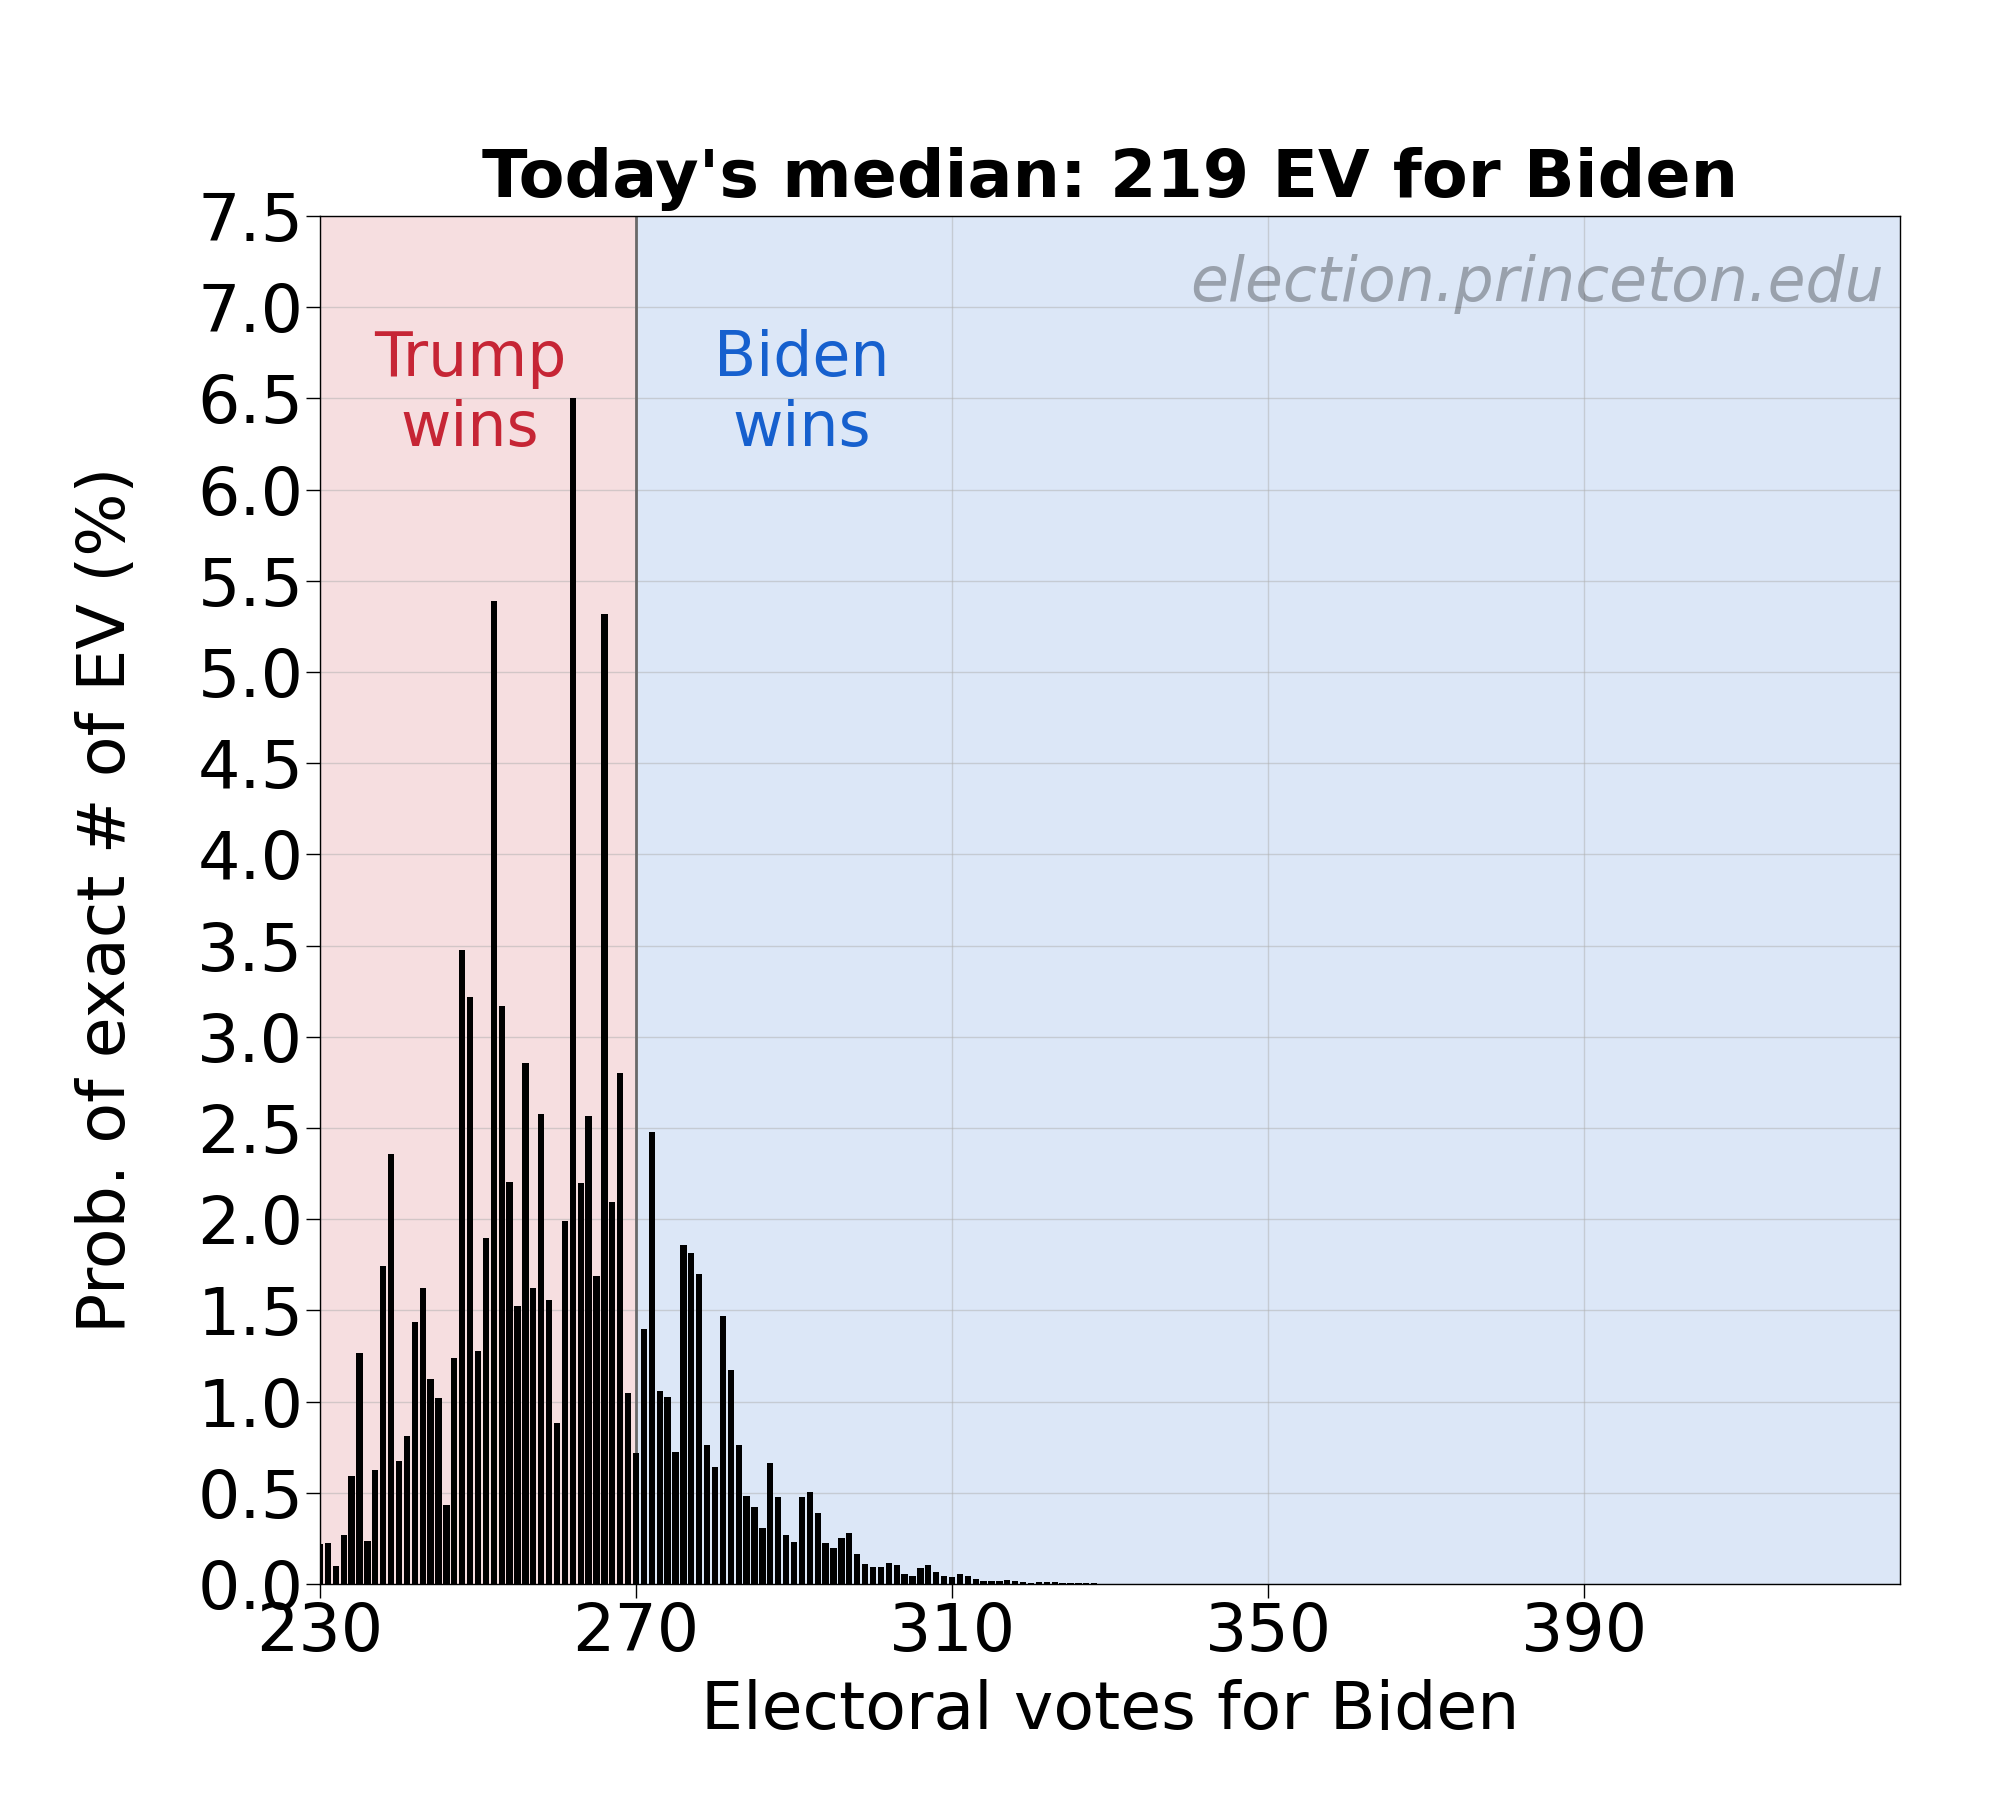 Today's median: 219 EV for Biden
election.princeton.edu
Trump
wins
Biden
wins
Prob. of exact # of EV (%)
7.5
7.0
6.5
6.0
5.5
5.0
4.5
4.0
3.5
3.0
2.5
2.0
1.5
1.0
0.5
0.0
230 270 310 350 390
Electoral votes for Biden